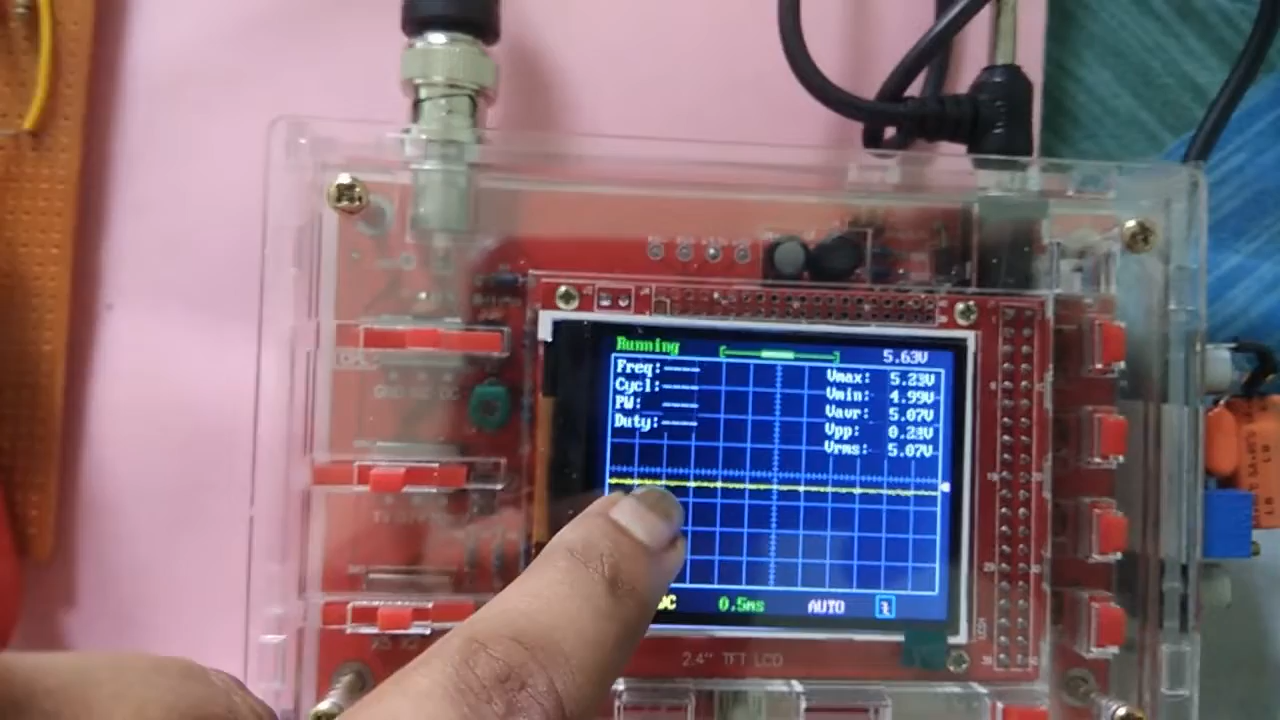 Running 5.63V
Freq:---- Vmax: 5.23V
Cycl:---- Vmin: 4.99V
PW: ---- Vavr: 5.07V
Duty:---- Vpp: 0.23V
Vrms: 5.07V
DC 0.5ms AUTO
2.4" TFT LCD